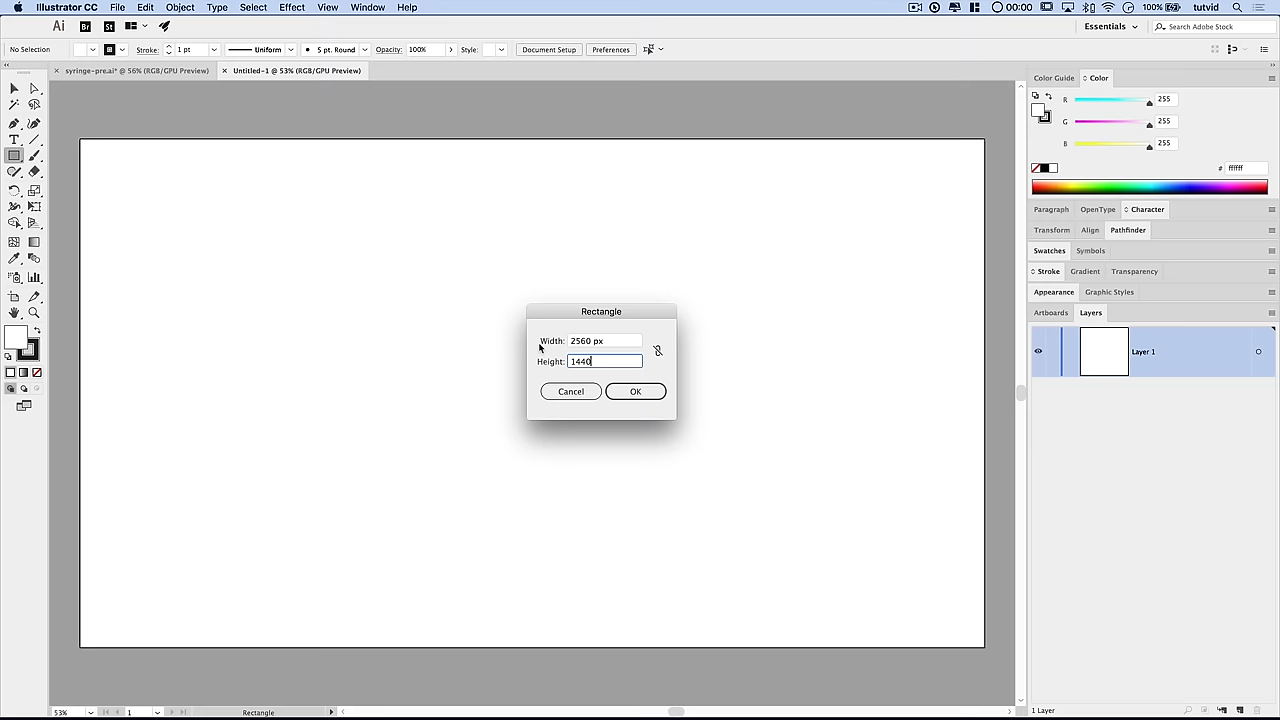 Illustrator CC File Edit Object Type Select Effect View Window Help 00:00 100% tutvid
Ai Br St Essentials Search Adobe Stock
No Selection Stroke: 1 pt Uniform 5 pt. Round Opacity: 100% Style: Document Setup Preferences
× syringe-pre.ai* @ 56% (RGB/GPU Preview) × Untitled-1 @ 53% (RGB/GPU Preview)
Color Guide Color
R 255
G 255
B 255
# ffffff
Paragraph OpenType Character
Transform Align Pathfinder
Swatches Symbols
Stroke Gradient Transparency
Appearance Graphic Styles
Artboards Layers
Layer 1
Rectangle
Width: 2560 px
Height: 1440
Cancel OK
53% 1 Rectangle
1 Layer